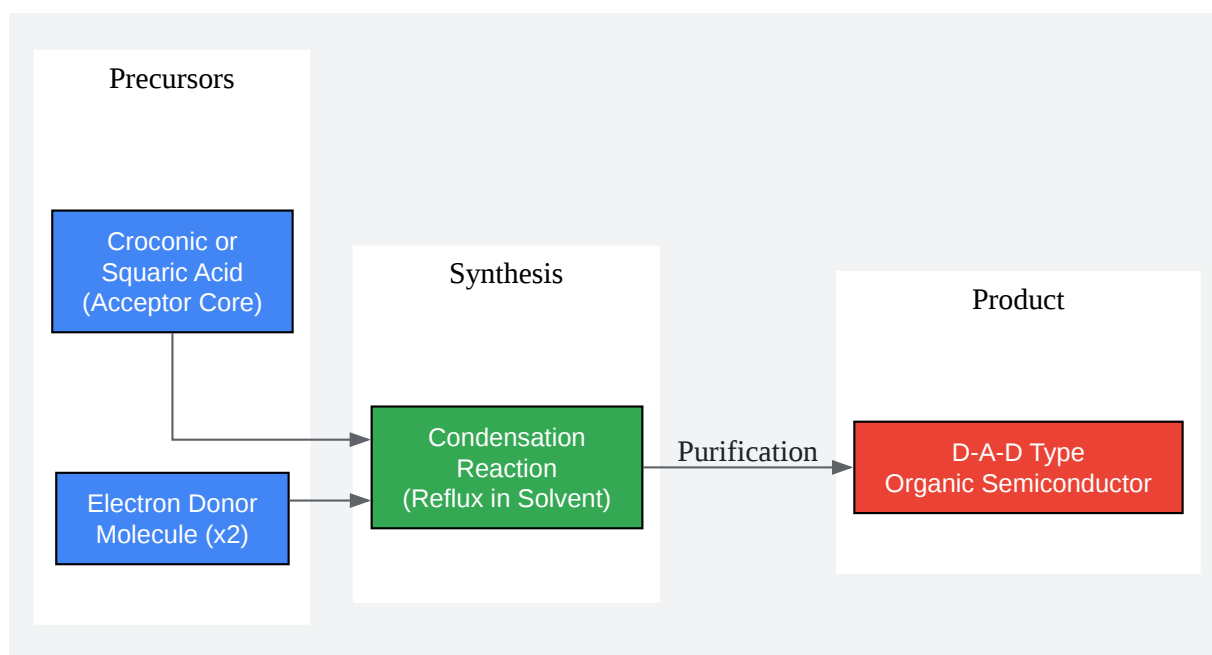 Precursors
Croconic or
Squaric Acid
(Acceptor Core)
Electron Donor
Molecule (x2)
Synthesis
Condensation
Reaction
(Reflux in Solvent)
Purification
Product
D-A-D Type
Organic Semiconductor